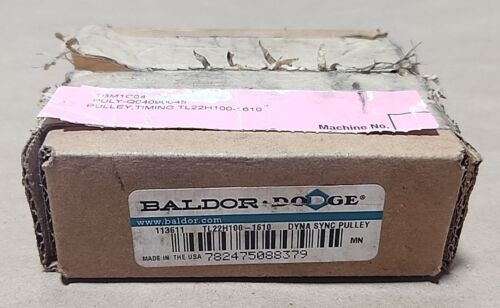 PULLEY,TIMING TL22H100-1610
Machine No.
BALDOR · DODGE
www.baldor.com
113611 TL22H100-1610 DYNA SYNC PULLEY
MN
MADE IN THE USA 782475088379